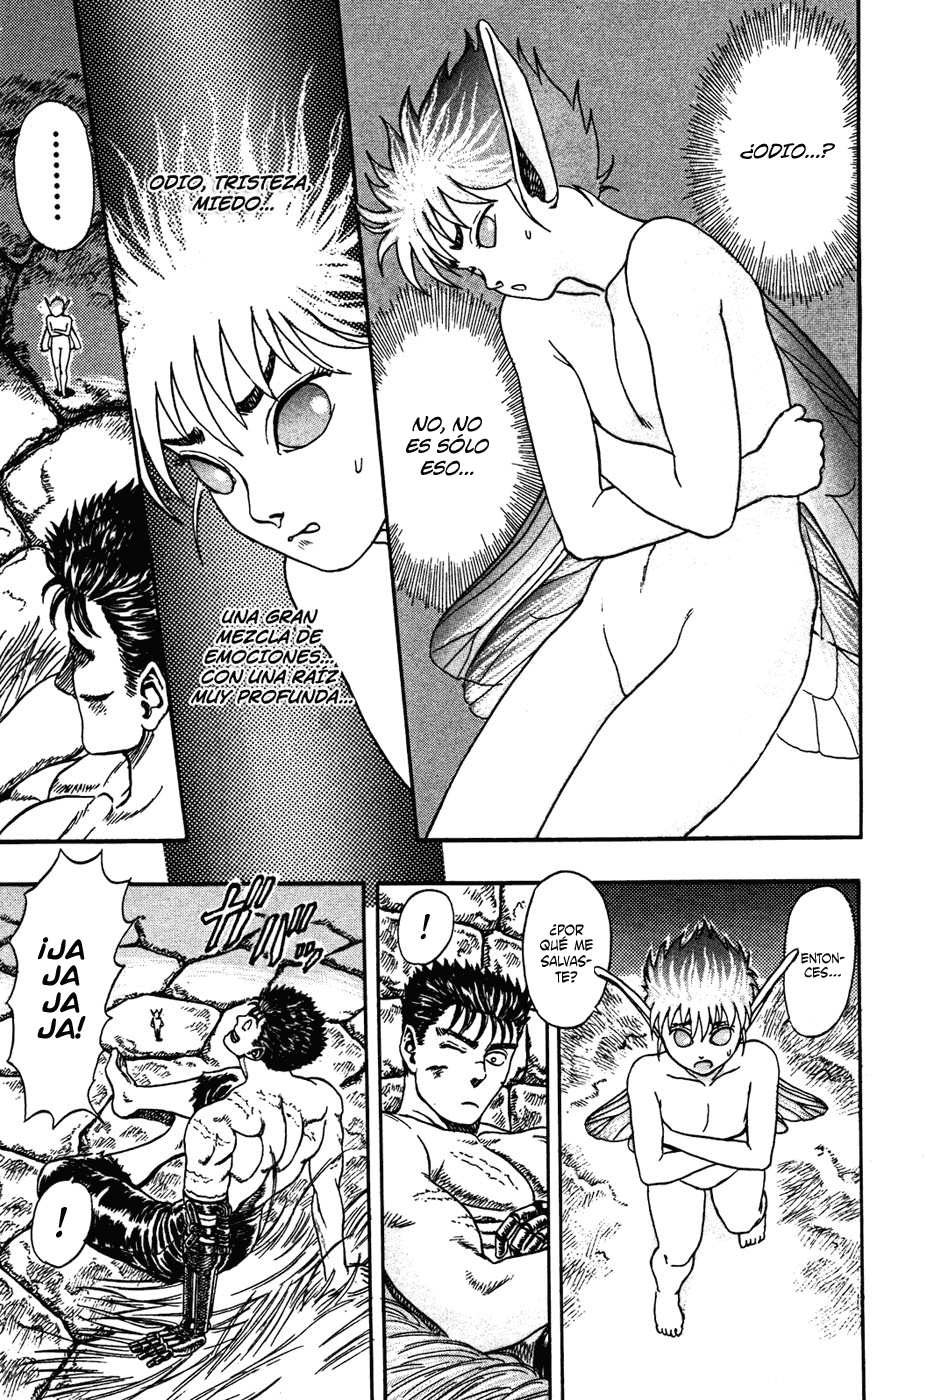 ¿ODIO...?
NO, NO
ES SÓLO
ESO...
ODIO, TRISTEZA,
MIEDO...
UNA GRAN
MEZCLA DE
EMOCIONES...
CON UNA RAÍZ
MUY PROFUNDA...
.........
ENTON-
CES...
¿POR
QUÉ ME
SALVAS-
TE?
!
¡JA
JA
JA
JA!
!